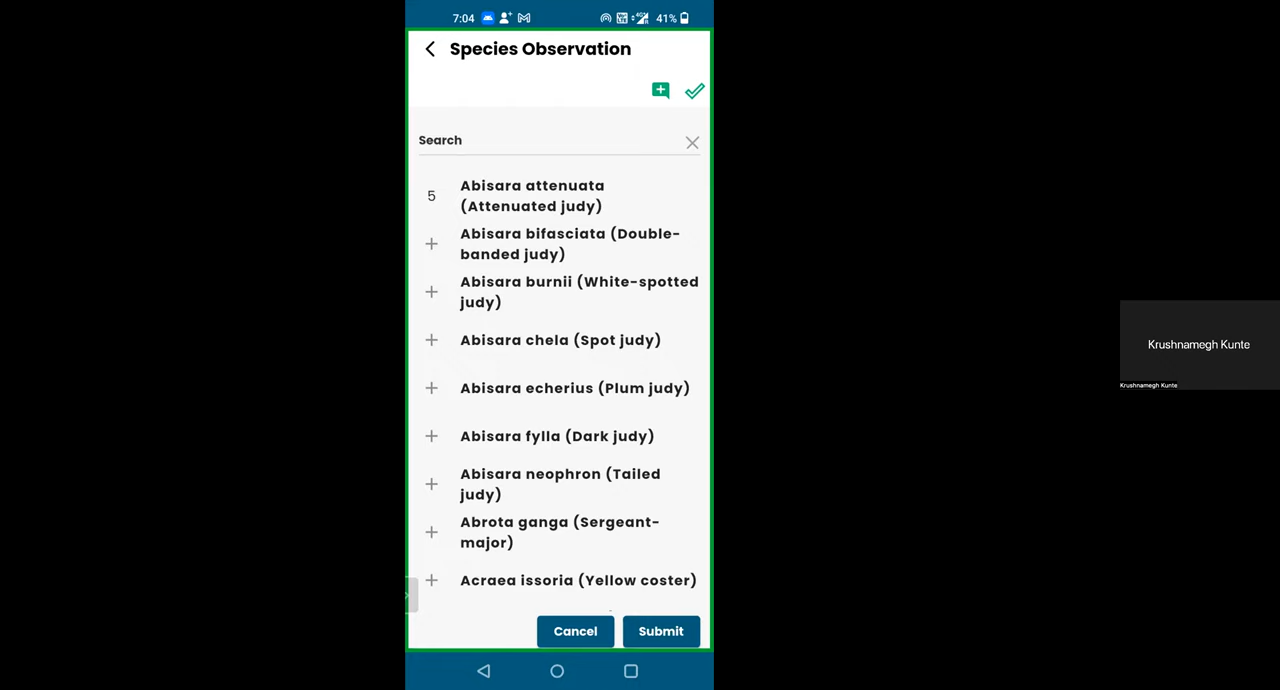 7:04 41%
Species Observation
Search
5
Abisara attenuata
(Attenuated judy)
Abisara bifasciata (Double-
banded judy)
Abisara burnii (White-spotted
judy)
Abisara chela (Spot judy)
Abisara echerius (Plum judy)
Abisara fylla (Dark judy)
Abisara neophron (Tailed
judy)
Abrota ganga (Sergeant-
major)
Acraea issoria (Yellow coster)
Cancel Submit
Krushnamegh Kunte
Krushnamegh Kunte